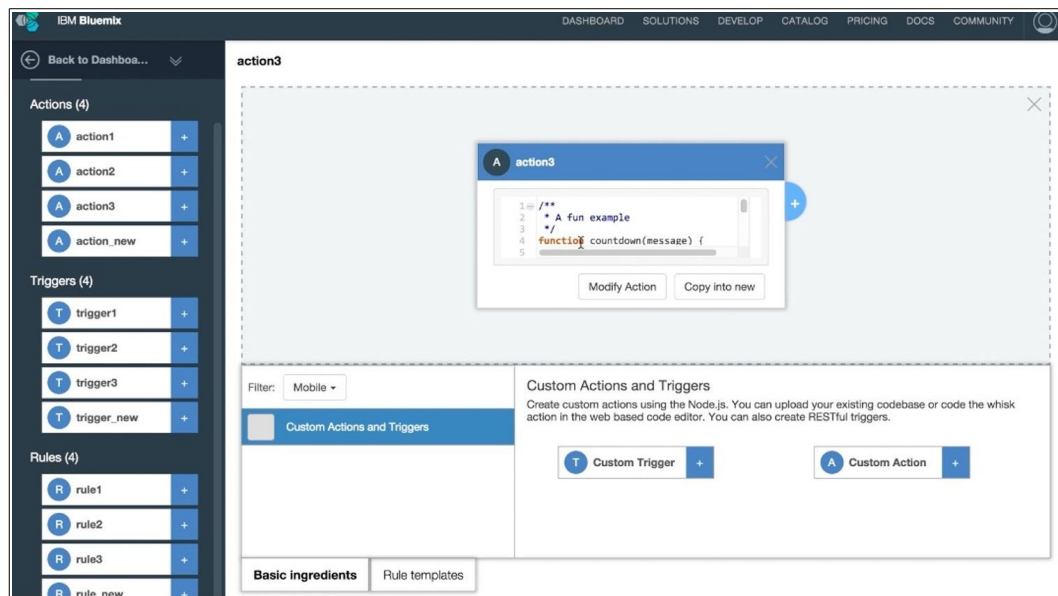 IBM Bluemix
DASHBOARD SOLUTIONS DEVELOP CATALOG PRICING DOCS COMMUNITY
Back to Dashboa...
action3
Actions (4)
A action1 +
A action2 +
A action3 +
A action_new +
Triggers (4)
T trigger1 +
T trigger2 +
T trigger3 +
T trigger_new +
Rules (4)
R rule1 +
R rule2 +
R rule3 +
R rule_new
A action3
1 /**
2 * A fun example
3 */
4 function countdown(message) {
5
Modify Action Copy into new
+
Filter: Mobile
Custom Actions and Triggers
Custom Actions and Triggers
Create custom actions using the Node.js. You can upload your existing codebase or code the whisk
action in the web based code editor. You can also create RESTful triggers.
T Custom Trigger +
A Custom Action +
Basic ingredients Rule templates